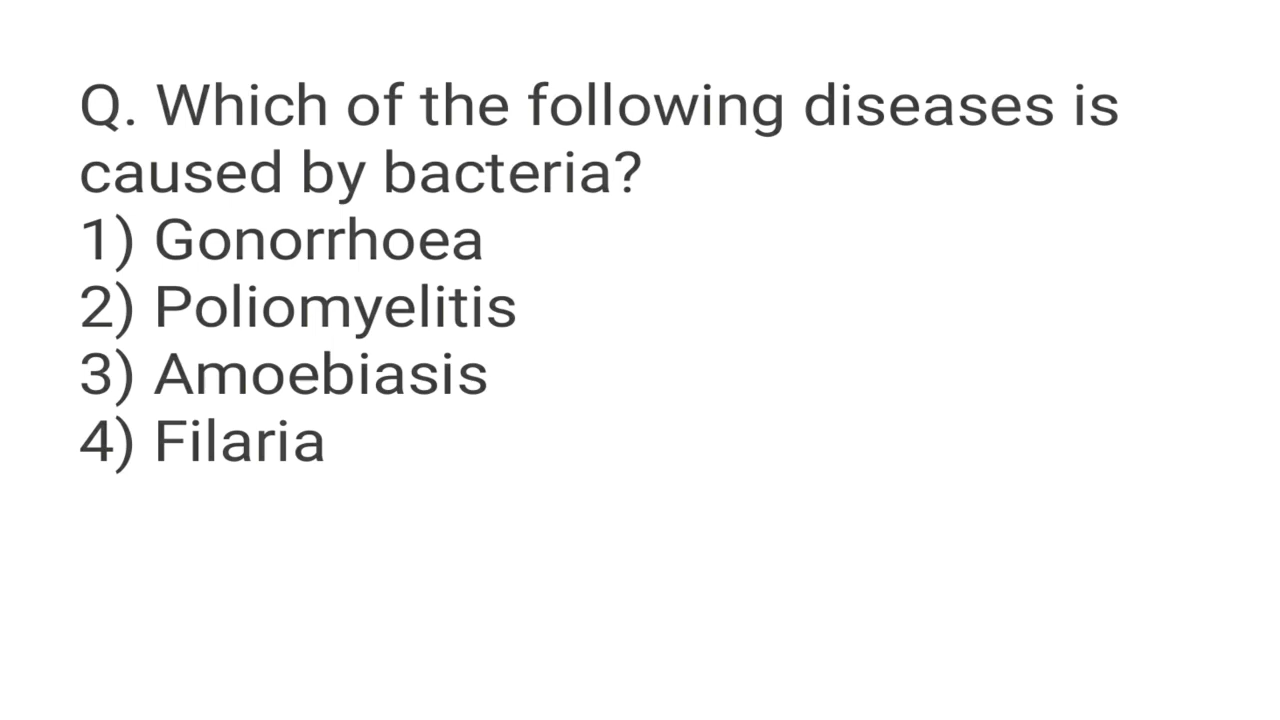 Q. Which of the following diseases is
caused by bacteria?
1) Gonorrhoea
2) Poliomyelitis
3) Amoebiasis
4) Filaria